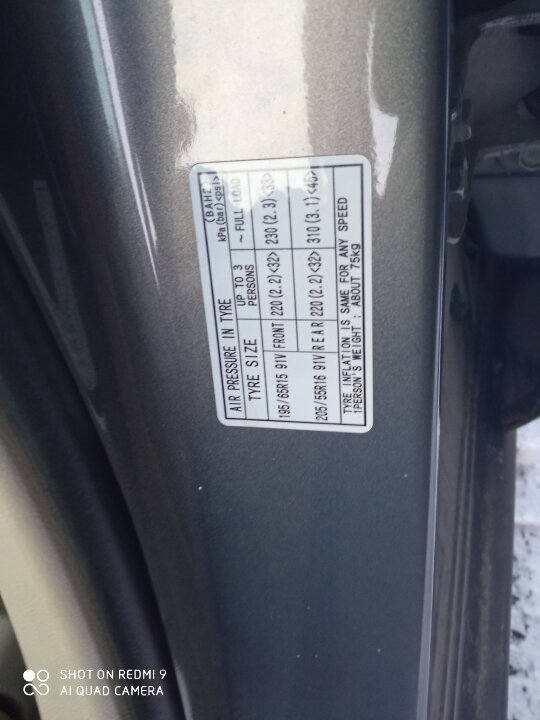 AIR PRESSURE IN TYRE
kPa(bar)<psi>
TYRE SIZE
UP TO 3
PERSONS
~ FULL LOAD
195/65R15 91V FRONT 220(2.2)<32> 230(2.3)<33>
205/55R16 91V REAR 220(2.2)<32> 310(3.1)<45>
TYRE INFLATION IS SAME FOR ANY SPEED
1PERSON'S WEIGHT : ABOUT 75kg
SHOT ON REDMI 9
AI QUAD CAMERA